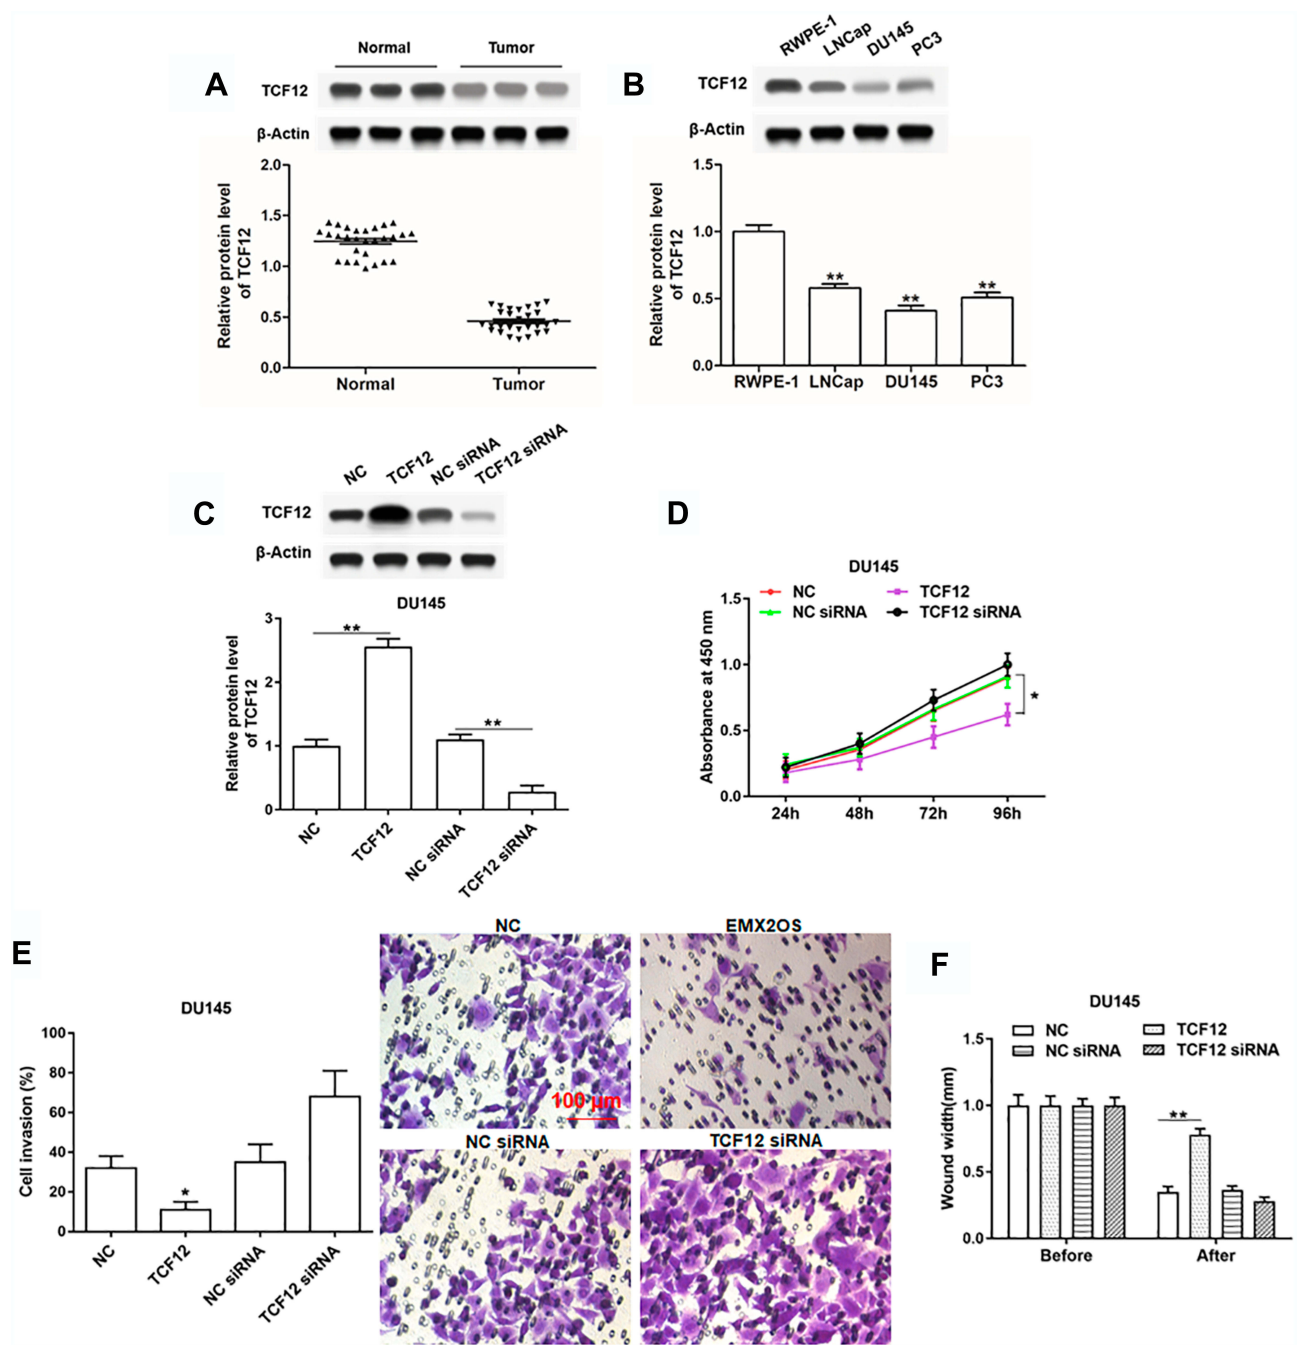 A
Normal
Tumor
TCF12
β-Actin
Relative protein level
of TCF12
2.0
1.5
1.0
0.5
0.0
Normal
Tumor
B
RWPE-1
LNCap
DU145
PC3
TCF12
β-Actin
Relative protein level
of TCF12
1.5
1.0
0.5
0.0
**
**
**
RWPE-1
LNCap
DU145
PC3
C
NC
TCF12
NC siRNA
TCF12 siRNA
TCF12
β-Actin
DU145
Relative protein level
of TCF12
3
2
1
0
**
**
NC
TCF12
NC siRNA
TCF12 siRNA
D
DU145
NC
TCF12
NC siRNA
TCF12 siRNA
Absorbance at 450 nm
1.5
1.0
0.5
0.0
*
24h
48h
72h
96h
E
DU145
Cell invasion (%)
100
80
60
40
20
0
*
NC
TCF12
NC siRNA
TCF12 siRNA
NC
EMX2OS
100 μm
NC siRNA
TCF12 siRNA
F
DU145
NC
TCF12
NC siRNA
TCF12 siRNA
Wound width(mm)
1.5
1.0
0.5
0.0
**
Before
After